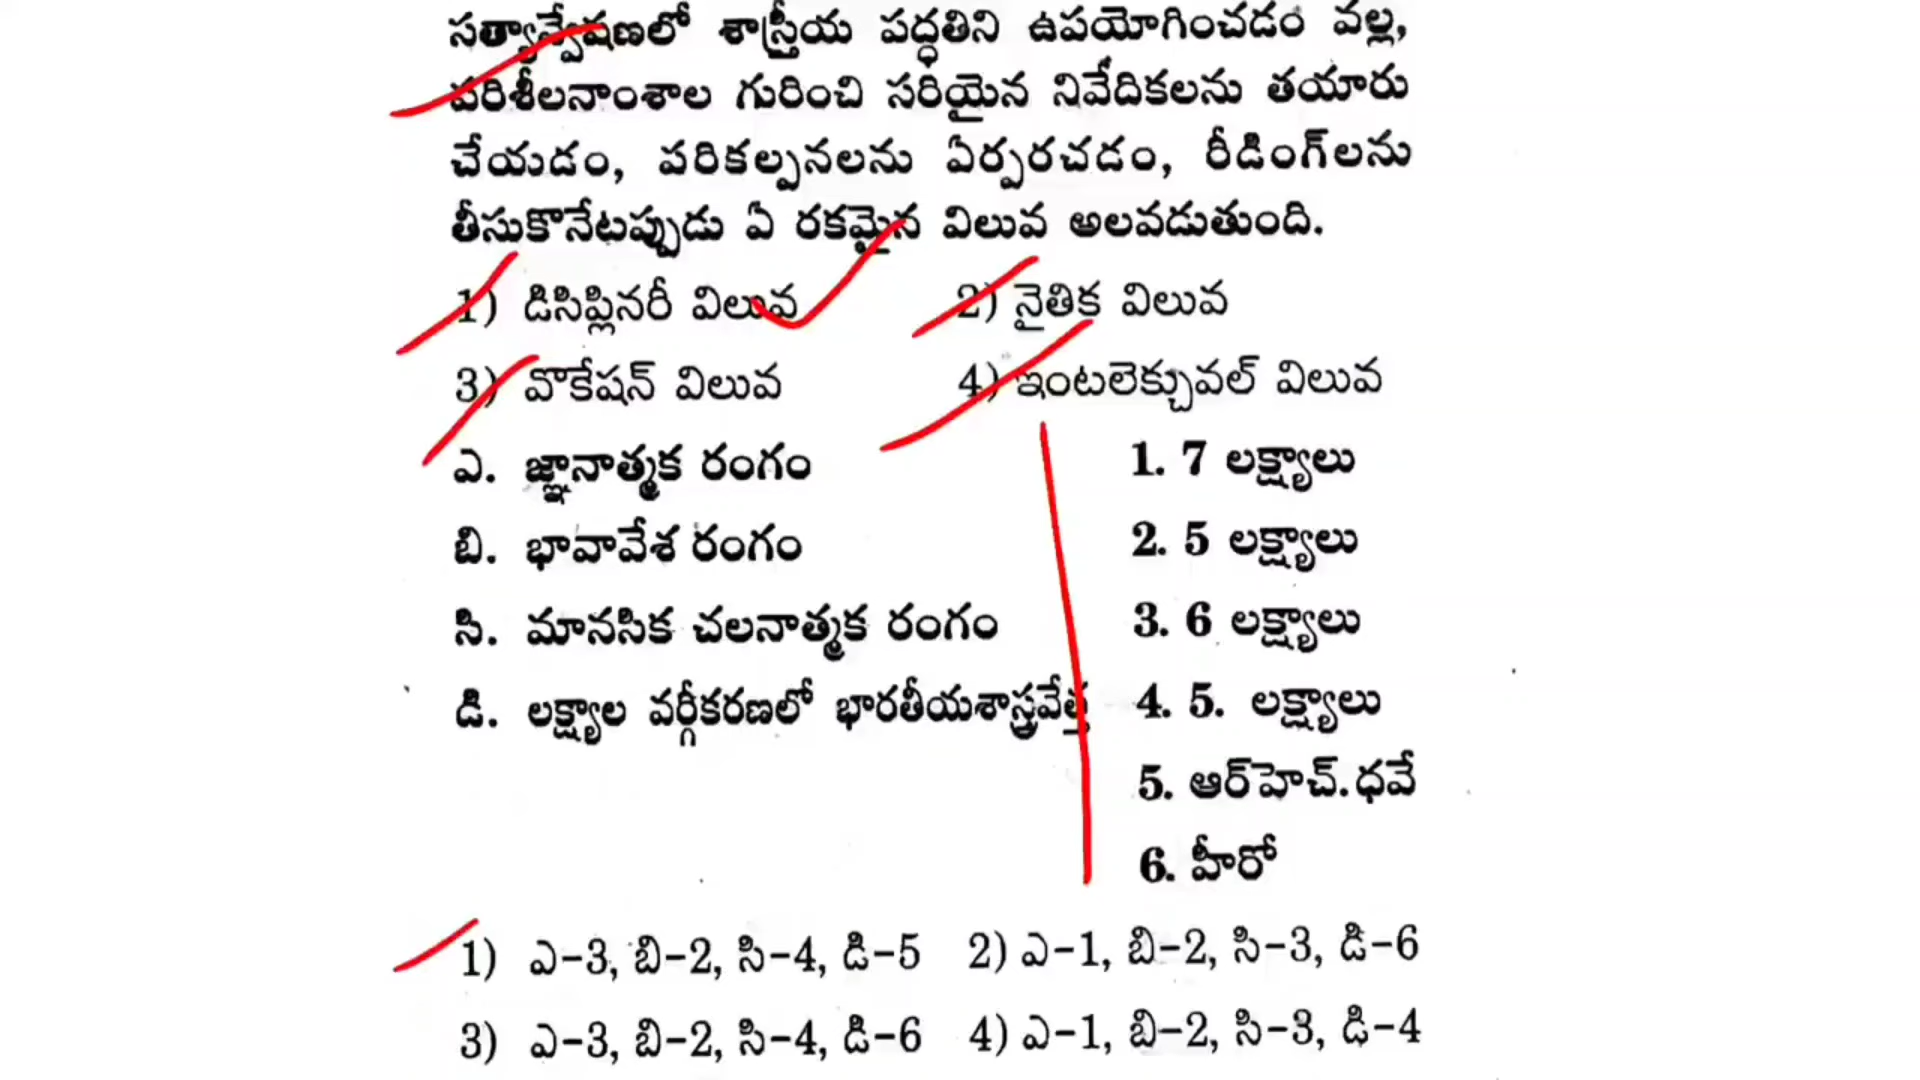 సత్యాన్వేషణలో శాస్త్రీయ పద్ధతిని ఉపయోగించడం వల్ల,
పరిశీలనాంశాల గురించి సరియైన నివేదికలను తయారు
చేయడం, పరికల్పనలను ఏర్పరచడం, రీడింగ్‌లను
తీసుకొనేటప్పుడు ఏ రకమైన విలువ అలవడుతుంది.
1) డిసిప్లినరీ విలువ 2) నైతిక విలువ
3) వొకేషన్ విలువ 4) ఇంటలెక్చువల్ విలువ
ఎ. జ్ఞానాత్మక రంగం 1. 7 లక్ష్యాలు
బి. భావావేశ రంగం 2. 5 లక్ష్యాలు
సి. మానసిక చలనాత్మక రంగం 3. 6 లక్ష్యాలు
డి. లక్ష్యాల వర్గీకరణలో భారతీయశాస్త్రవేత్త 4. 5. లక్ష్యాలు
5. ఆర్‌హెచ్.ధవే
6. హీరో
1) ఎ-3, బి-2, సి-4, డి-5 2) ఎ-1, బి-2, సి-3, డి-6
3) ఎ-3, బి-2, సి-4, డి-6 4) ఎ-1, బి-2, సి-3, డి-4